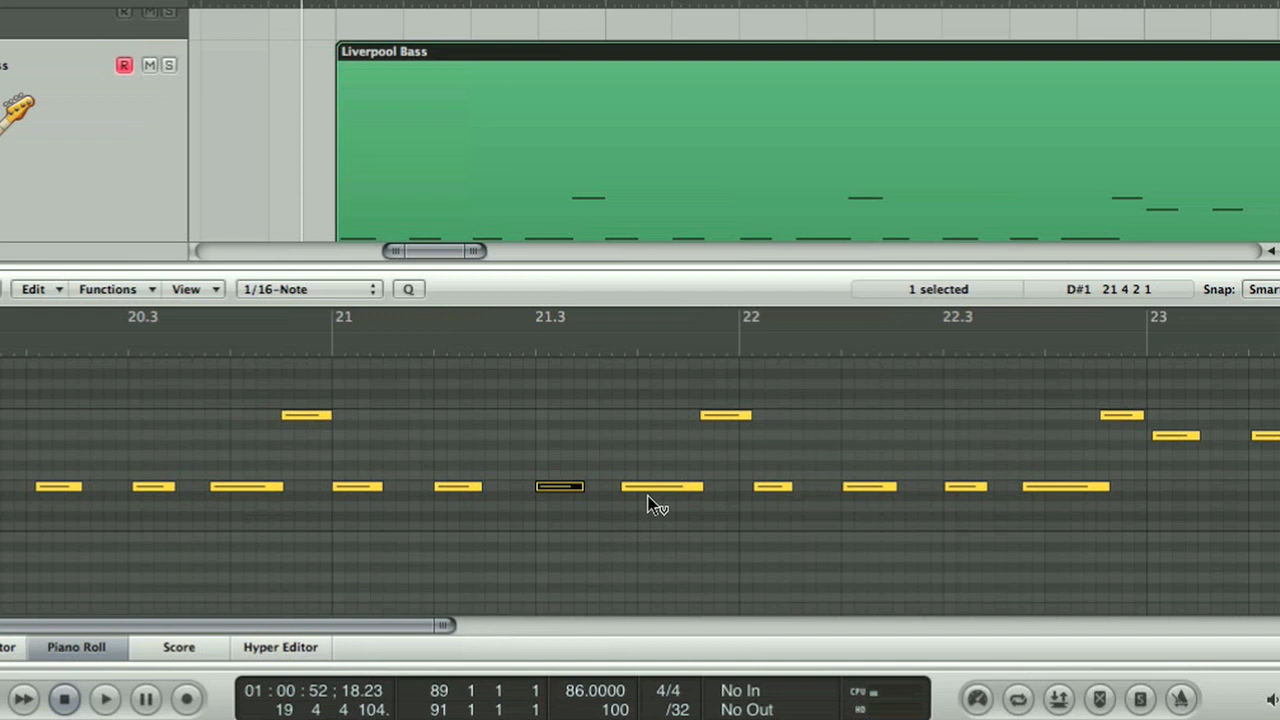 R M S
Liverpool Bass
s R M S
Edit Functions View 1/16-Note Q 1 selected D#1 21 4 2 1 Snap: Smar
20.3 21 21.3 22 22.3 23
tor Piano Roll Score Hyper Editor
01 : 00 : 52 ; 18.23 89 1 1 1 86.0000 4/4 No In CPU
19 4 4 104. 91 1 1 1 100 /32 No Out HD
S